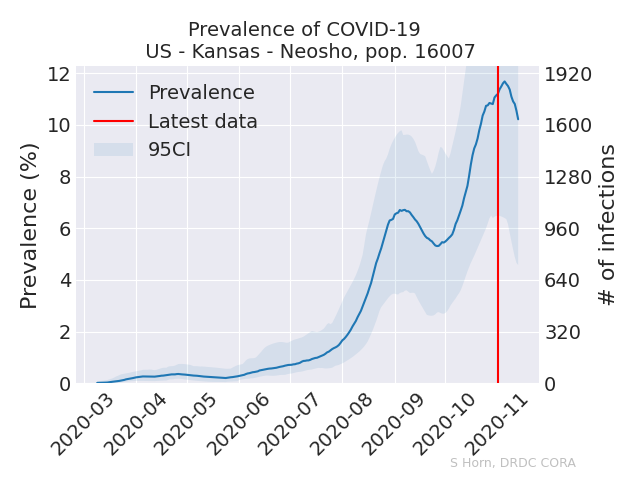 Prevalence of COVID-19
US - Kansas - Neosho, pop. 16007
Prevalence
Latest data
95CI
Prevalence (%)
12
10
8
6
4
2
0
1920
1600
1280
960
640
320
0
# of infections
2020-03
2020-04
2020-05
2020-06
2020-07
2020-08
2020-09
2020-10
2020-11
S Horn, DRDC CORA